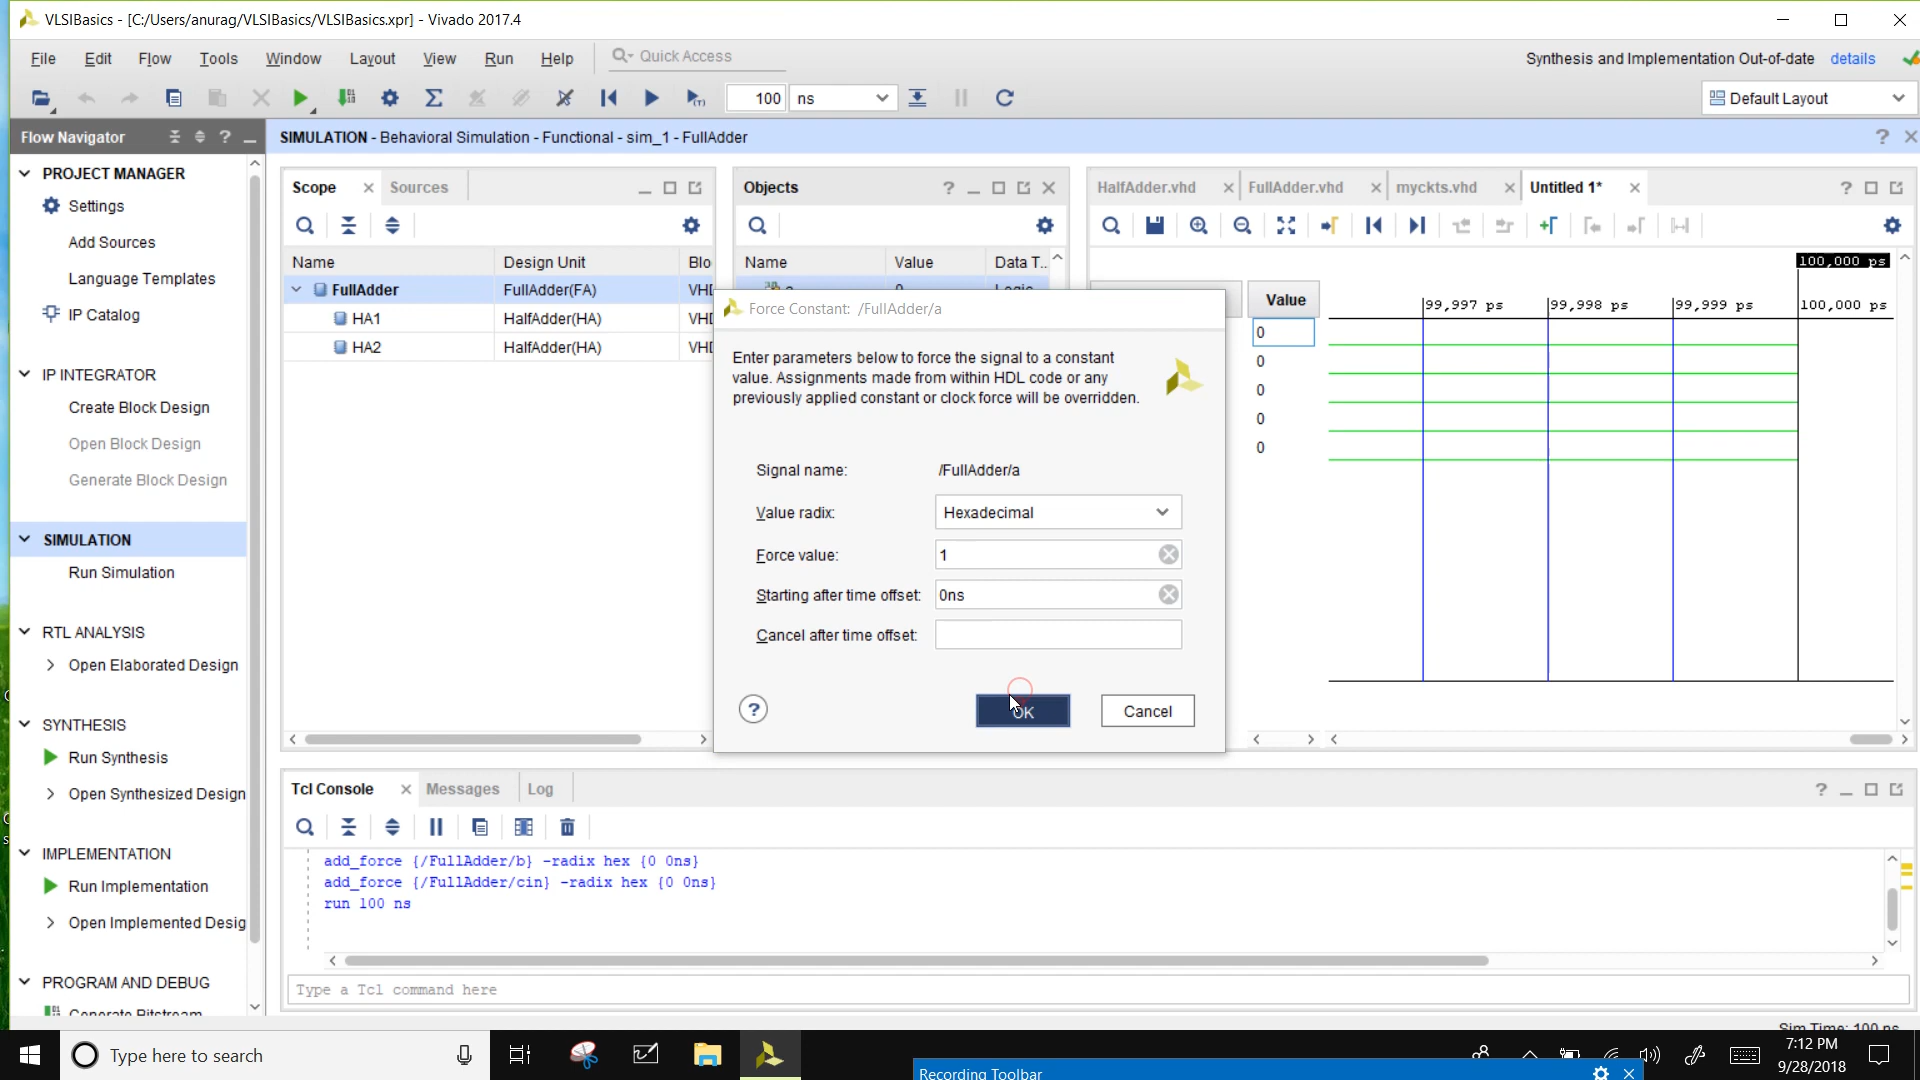 VLSIBasics - [C:/Users/anurag/VLSIBasics/VLSIBasics.xpr] - Vivado 2017.4
File Edit Flow Tools Window Layout View Run Help Quick Access
Synthesis and Implementation Out-of-date details
100 ns
Default Layout
Flow Navigator
SIMULATION - Behavioral Simulation - Functional - sim_1 - FullAdder
PROJECT MANAGER
Settings
Add Sources
Language Templates
IP Catalog
IP INTEGRATOR
Create Block Design
Open Block Design
Generate Block Design
SIMULATION
Run Simulation
RTL ANALYSIS
Open Elaborated Design
SYNTHESIS
Run Synthesis
Open Synthesized Design
IMPLEMENTATION
Run Implementation
Open Implemented Desig
PROGRAM AND DEBUG
Generate Bitstream
Scope Sources
Name Design Unit Blo
FullAdder FullAdder(FA) VHD
HA1 HalfAdder(HA) VHD
HA2 HalfAdder(HA) VHD
Objects
Name Value Data T...
a 0 Logic
HalfAdder.vhd FullAdder.vhd myckts.vhd Untitled 1*
100,000 ps
Value
99,997 ps 99,998 ps 99,999 ps 100,000 ps
0
0
0
0
0
Force Constant: /FullAdder/a
Enter parameters below to force the signal to a constant
value. Assignments made from within HDL code or any
previously applied constant or clock force will be overridden.
Signal name: /FullAdder/a
Value radix: Hexadecimal
Force value: 1
Starting after time offset: 0ns
Cancel after time offset:
? OK Cancel
Tcl Console Messages Log
add_force {/FullAdder/b} -radix hex {0 0ns}
add_force {/FullAdder/cin} -radix hex {0 0ns}
run 100 ns
Type a Tcl command here
Sim Time: 100 ns
Type here to search
7:12 PM
9/28/2018
Recording Toolbar